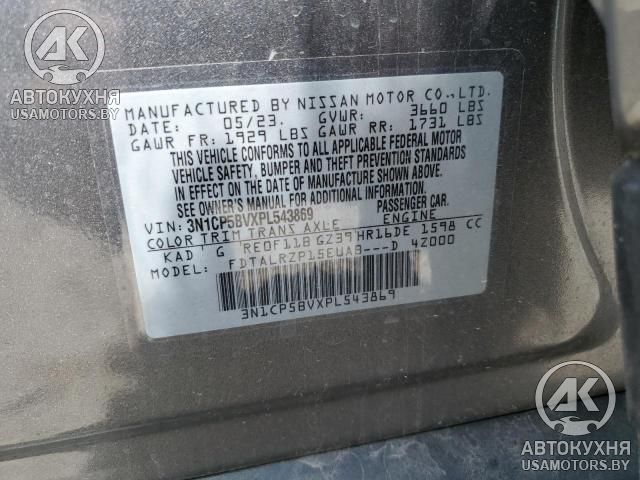 AK
АВТОКУХНЯ
USAMOTORS.BY
MANUFACTURED BY NISSAN MOTOR CO.,LTD.
DATE: 05/23 GVWR: 3660 LBS
GAWR FR: 1929 LBS GAWR RR: 1731 LBS
THIS VEHICLE CONFORMS TO ALL APPLICABLE FEDERAL MOTOR
VEHICLE SAFETY, BUMPER AND THEFT PREVENTION STANDARDS
IN EFFECT ON THE DATE OF MANUFACTURE SHOWN ABOVE.
SEE OWNER'S MANUAL FOR ADDITIONAL INFORMATION.
VIN: 3N1CP5BVXPL543869 PASSENGER CAR.
COLOR TRIM TRANS AXLE ENGINE
KAD G RE0F11B GZ39 HR16DE 1598 CC
MODEL: FDTALRZP15EUAB---D 42000
3N1CP5BVXPL543869
AK
АВТОКУХНЯ
USAMOTORS.BY